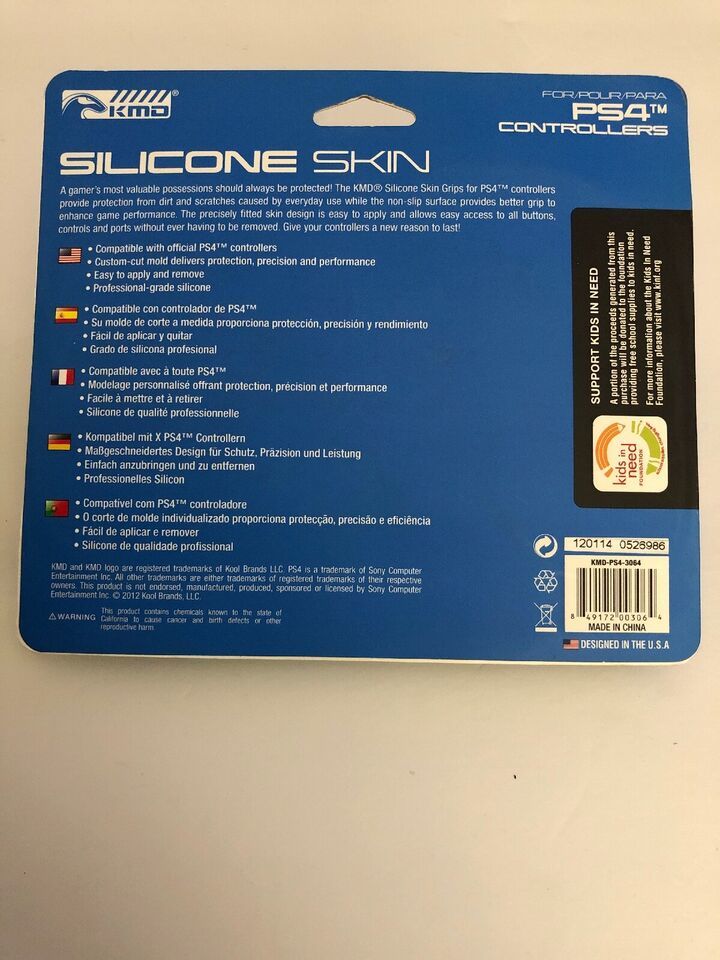 KMD®
FOR/POUR/PARA
PS4™
CONTROLLERS
SILICONE SKIN
A gamer's most valuable possessions should always be protected! The KMD® Silicone Skin Grips for PS4™ controllers
provide protection from dirt and scratches caused by everyday use while the non-slip surface provides better grip to
enhance game performance. The precisely fitted skin design is easy to apply and allows easy access to all buttons,
controls and ports without ever having to be removed. Give your controllers a new reason to last!
• Compatible with official PS4™ controllers
• Custom-cut mold delivers protection, precision and performance
• Easy to apply and remove
• Professional-grade silicone
• Compatible con controlador de PS4™
• Su molde de corte a medida proporciona protección, precisión y rendimiento
• Fácil de aplicar y quitar
• Grado de silicona profesional
• Compatible avec à toute PS4™
• Modelage personnalisé offrant protection, précision et performance
• Facile à mettre et à retirer
• Silicone de qualité professionnelle
• Kompatibel mit X PS4™ Controllern
• Maßgeschneidertes Design für Schutz, Präzision und Leistung
• Einfach anzubringen und zu entfernen
• Professionelles Silicon
• Compatível com PS4™ controladore
• O corte de molde individualizado proporciona protecção, precisão e eficiência
• Fácil de aplicar e remover
• Silicone de qualidade profissional
KMD and KMD logo are registered trademarks of Kool Brands LLC. PS4 is a trademark of Sony Computer
Entertainment Inc. All other trademarks are either trademarks of registered trademarks of their respective
owners. This product is not endorsed, manufactured, produced, sponsored or licensed by Sony Computer
Entertainment Inc. © 2012 Kool Brands, LLC.
WARNING This product contains chemicals known to the state of
California to cause cancer and birth defects or other
reproductive harm.
SUPPORT KIDS IN NEED
A portion of the proceeds generated from this
purchase will be donated to the foundation
providing free school supplies to kids in need.
For more information about the Kids In Need
Foundation, please visit www.kinf.org
kids in
need
FOUNDATION
120114 0526986
KMD-PS4-3064
8 49172 00306 4
MADE IN CHINA
DESIGNED IN THE U.S.A